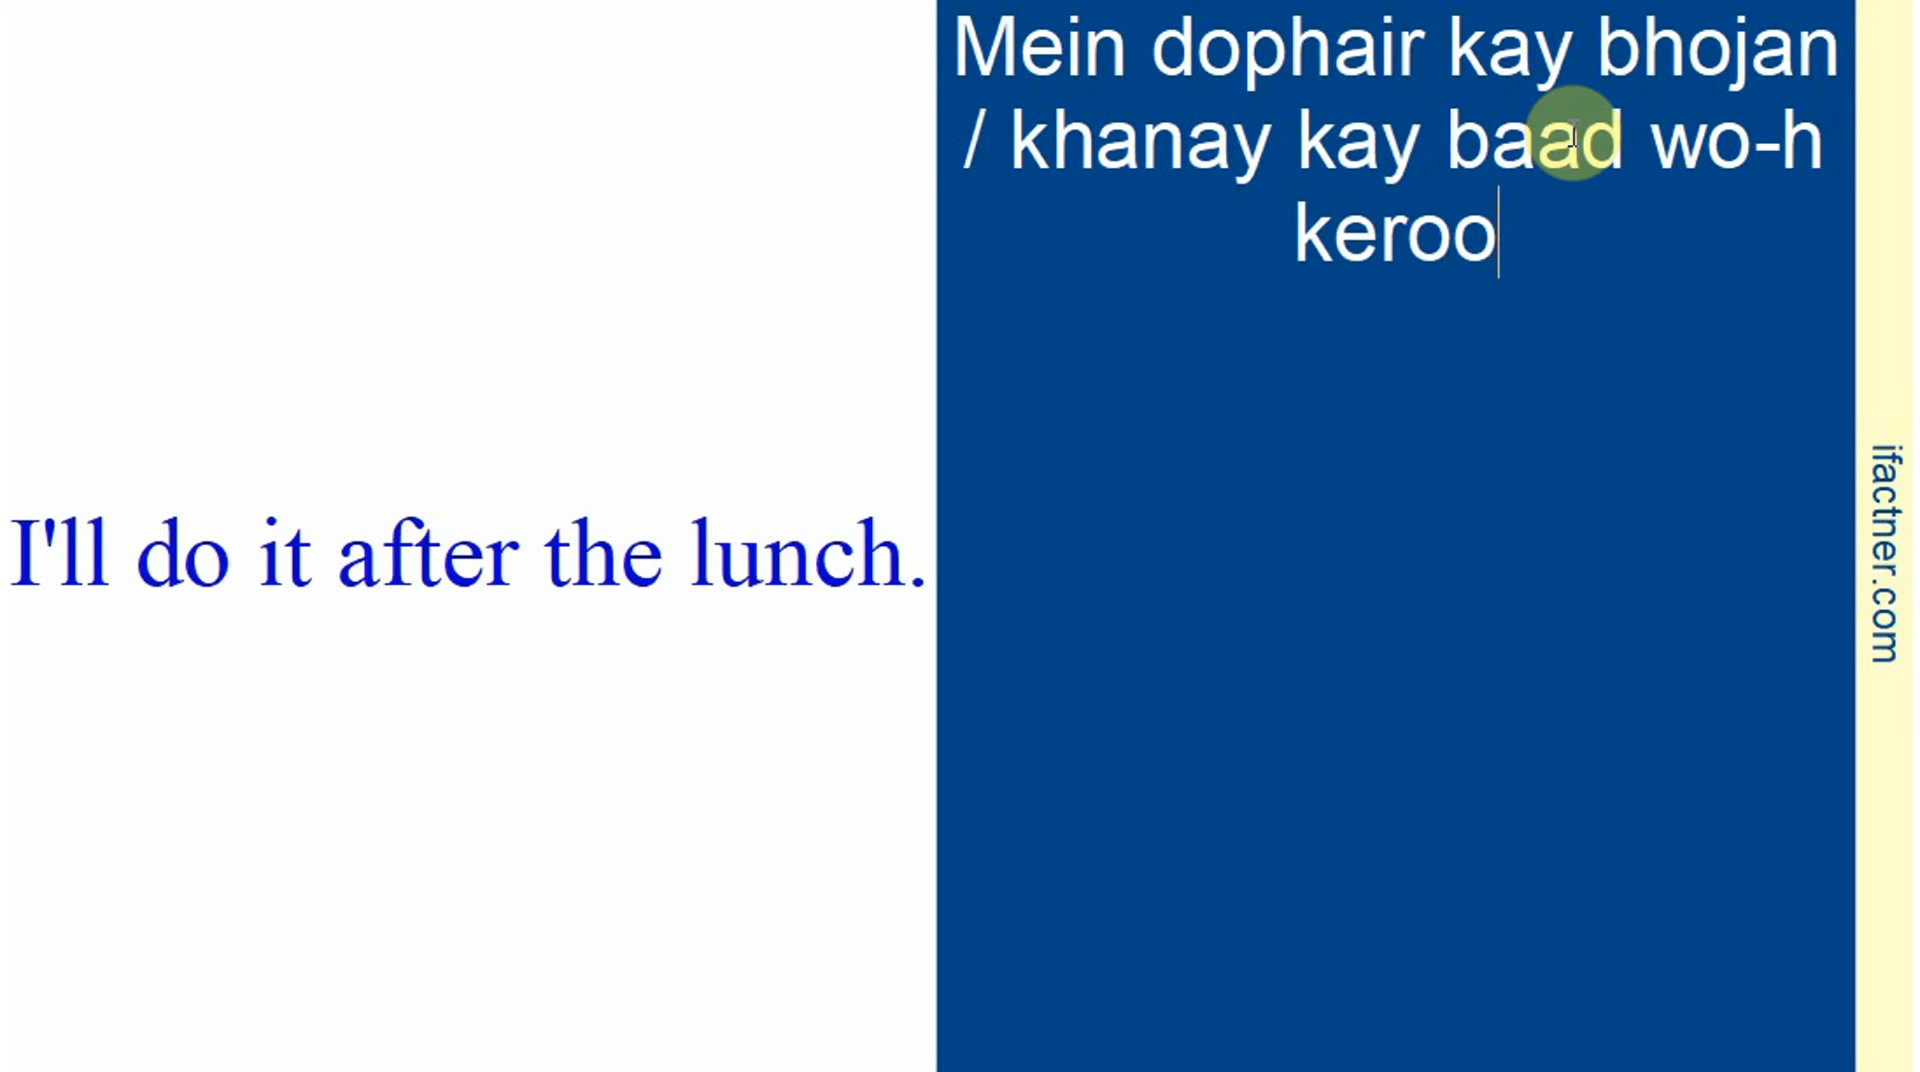 I'll do it after the lunch.
Mein dophair kay bhojan
/ khanay kay baad wo-h
keroo
ifactner.com